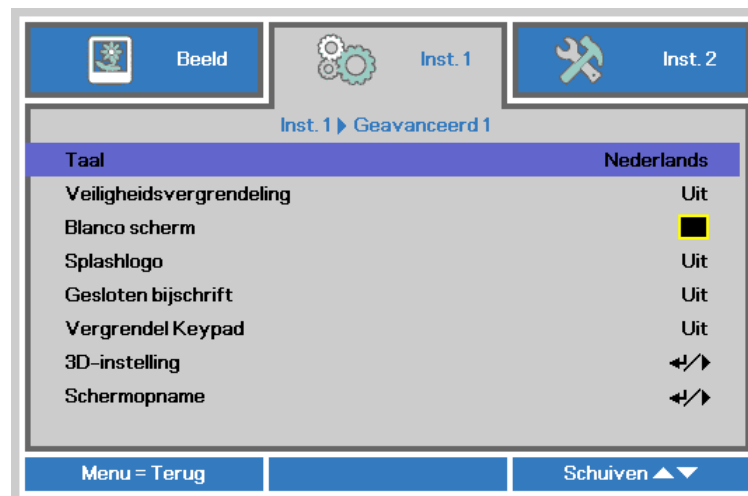 Beeld
Inst. 1
Inst. 2
Inst. 1 ▶ Geavanceerd 1
Taal Nederlands
Veiligheidsvergrendeling Uit
Blanco scherm
Splashlogo Uit
Gesloten bijschrift Uit
Vergrendel Keypad Uit
3D-instelling ↵/▶
Schermopname ↵/▶
Menu = Terug
Schuiven ▲▼